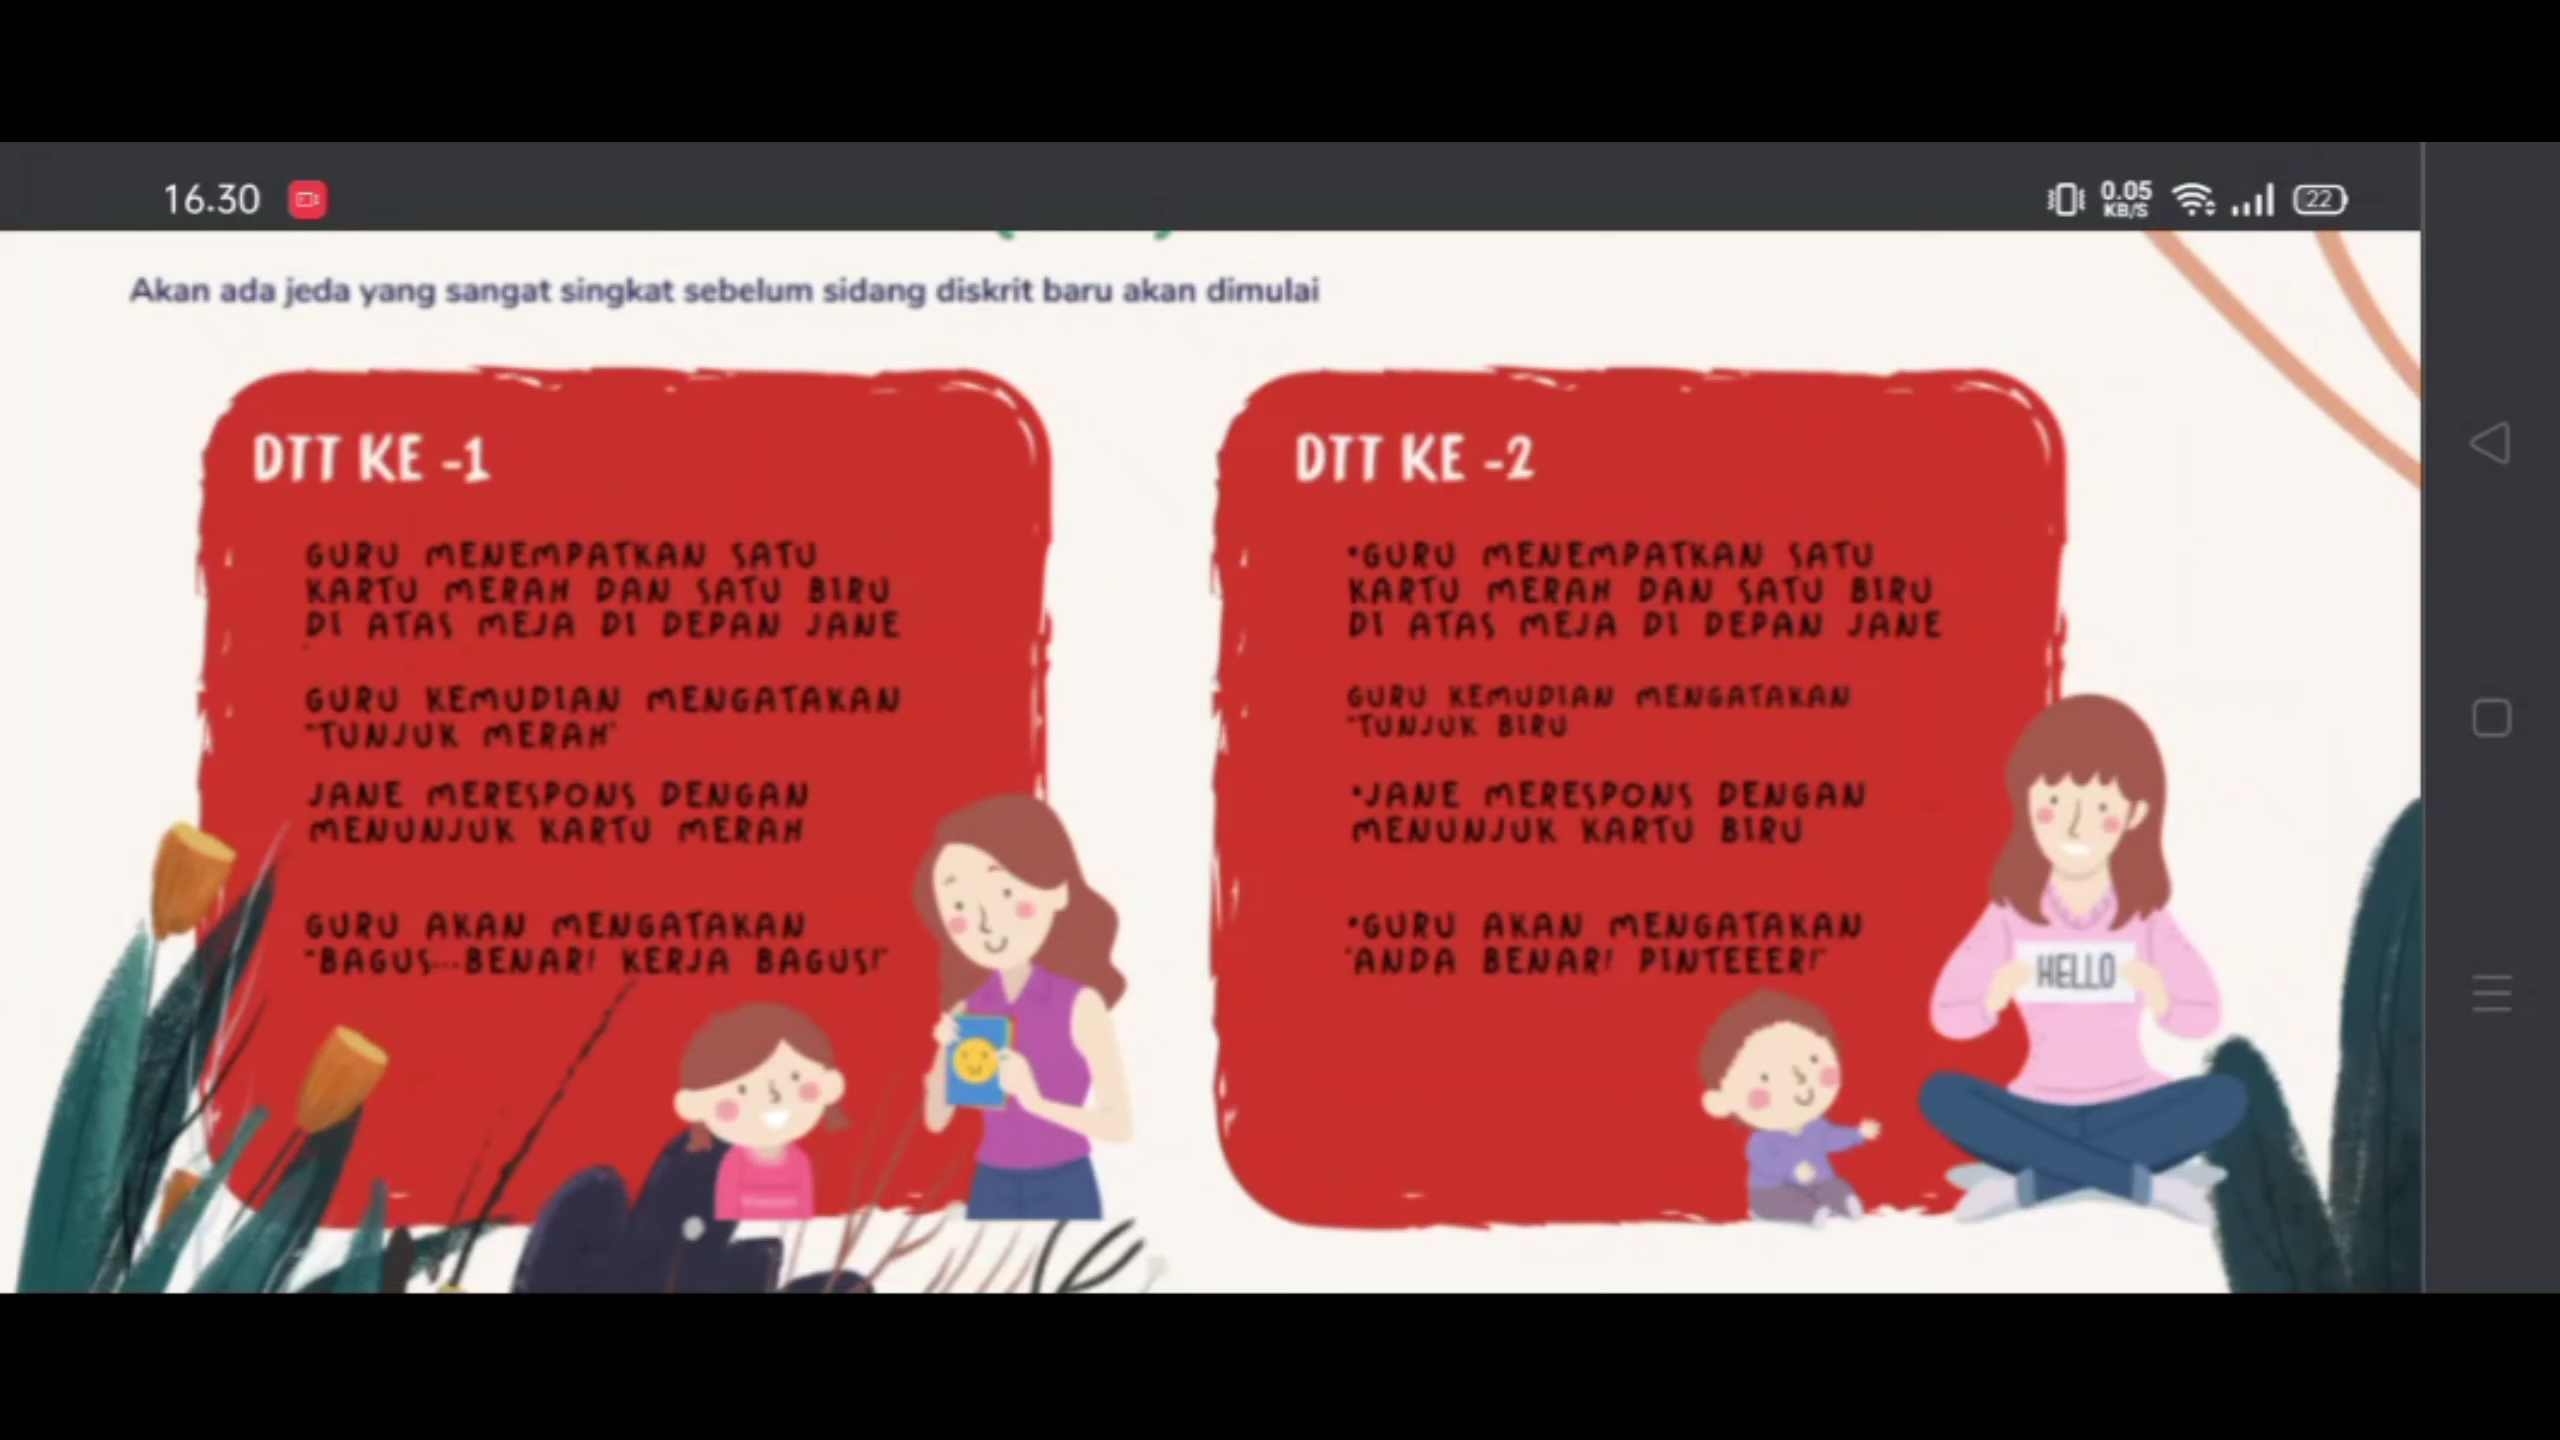 16.30
0.05
KB/S
22
Akan ada jeda yang sangat singkat sebelum sidang diskrit baru akan dimulai
DTT KE -1
GURU MENEMPATKAN SATU
KARTU MERAH DAN SATU BIRU
DI ATAS MEJA DI DEPAN JANE
GURU KEMUDIAN MENGATAKAN
"TUNJUK MERAH"
JANE MERESPONS DENGAN
MENUNJUK KARTU MERAH
GURU AKAN MENGATAKAN
"BAGUS...BENAR! KERJA BAGUS!"
DTT KE -2
•GURU MENEMPATKAN SATU
KARTU MERAH DAN SATU BIRU
DI ATAS MEJA DI DEPAN JANE
GURU KEMUDIAN MENGATAKAN
"TUNJUK BIRU
•JANE MERESPONS DENGAN
MENUNJUK KARTU BIRU
•GURU AKAN MENGATAKAN
"ANDA BENAR! PINTEEER!"
HELLO